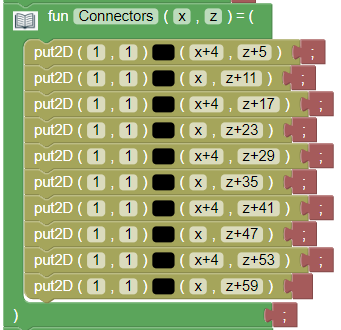 fun Connectors ( x , z ) = (
put2D ( 1 , 1 ) ( x+4 , z+5 ) ;
put2D ( 1 , 1 ) ( x , z+11 ) ;
put2D ( 1 , 1 ) ( x+4 , z+17 ) ;
put2D ( 1 , 1 ) ( x , z+23 ) ;
put2D ( 1 , 1 ) ( x+4 , z+29 ) ;
put2D ( 1 , 1 ) ( x , z+35 ) ;
put2D ( 1 , 1 ) ( x+4 , z+41 ) ;
put2D ( 1 , 1 ) ( x , z+47 ) ;
put2D ( 1 , 1 ) ( x+4 , z+53 ) ;
put2D ( 1 , 1 ) ( x , z+59 ) ;
) ;